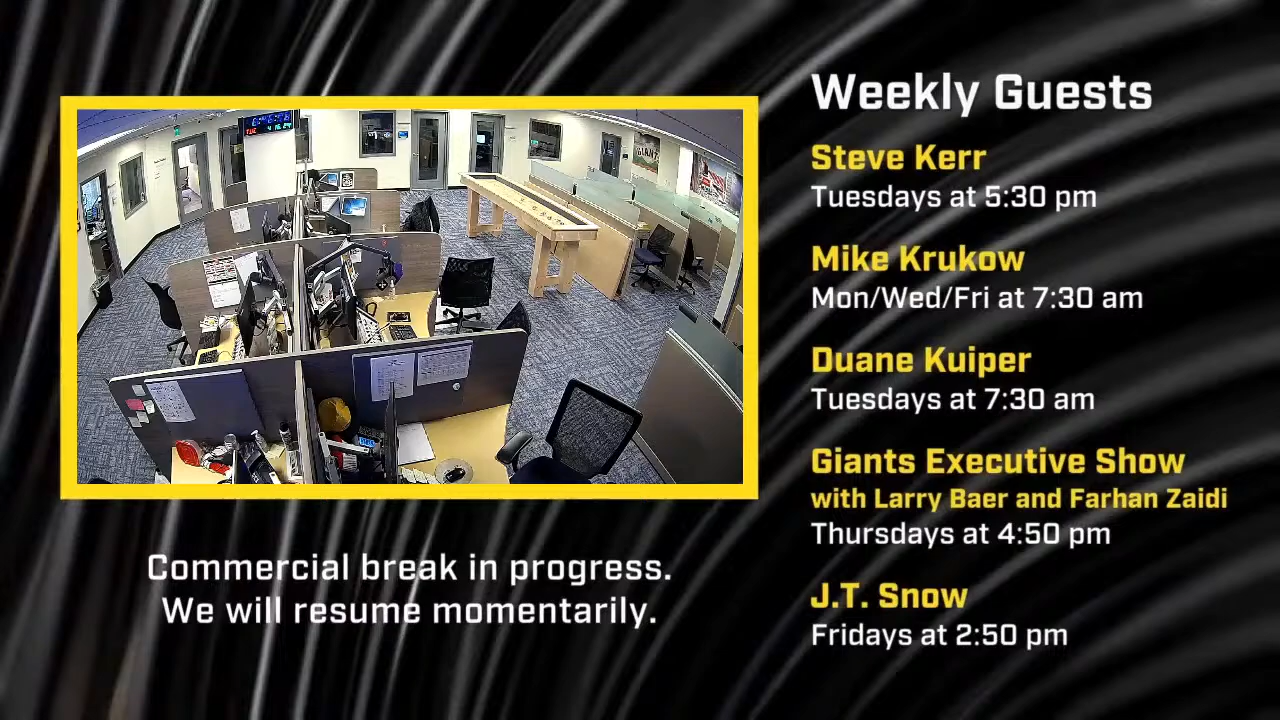 Weekly Guests
Steve Kerr
Tuesdays at 5:30 pm
Mike Krukow
Mon/Wed/Fri at 7:30 am
Duane Kuiper
Tuesdays at 7:30 am
Giants Executive Show
with Larry Baer and Farhan Zaidi
Thursdays at 4:50 pm
J.T. Snow
Fridays at 2:50 pm
Commercial break in progress.
We will resume momentarily.